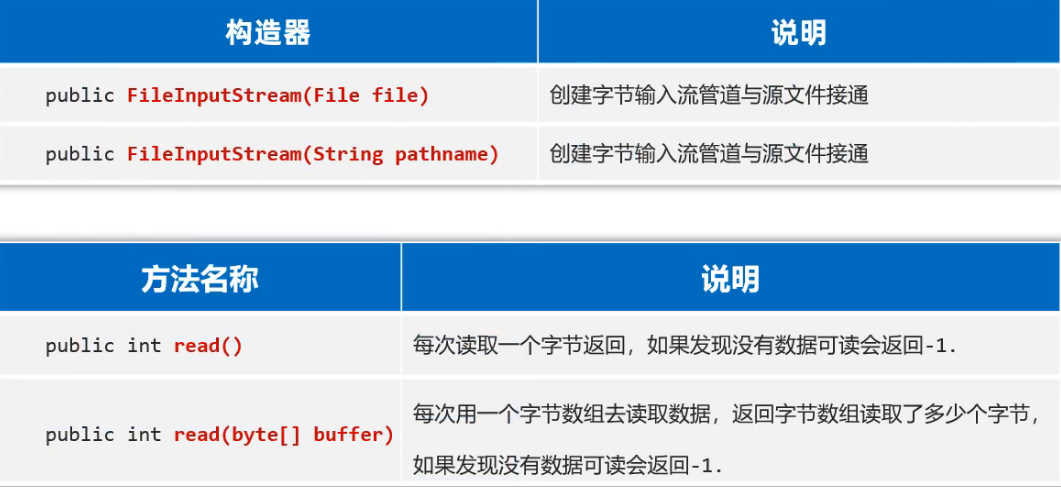 构造器 说明
public FileInputStream(File file) 创建字节输入流管道与源文件接通
public FileInputStream(String pathname) 创建字节输入流管道与源文件接通
方法名称 说明
public int read() 每次读取一个字节返回，如果发现没有数据可读会返回-1.
public int read(byte[] buffer) 每次用一个字节数组去读取数据，返回字节数组读取了多少个字节，
如果发现没有数据可读会返回-1.